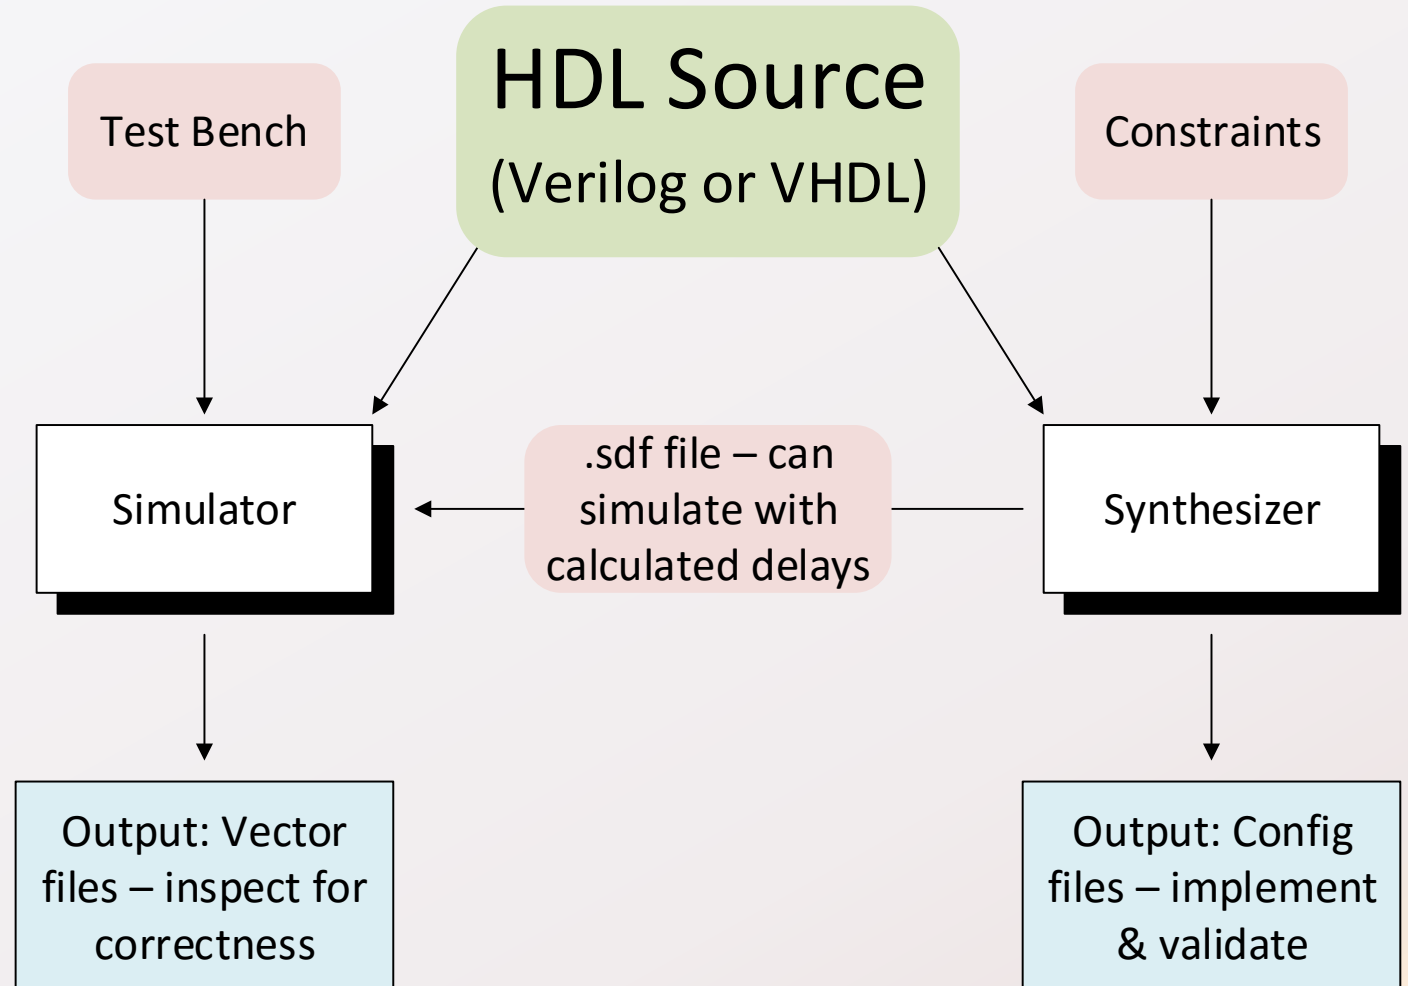 HDL Source
(Verilog or VHDL)
Test Bench
Constraints
Simulator
.sdf file – can
simulate with
calculated delays
Synthesizer
Output: Vector
files – inspect for
correctness
Output: Config
files – implement
& validate